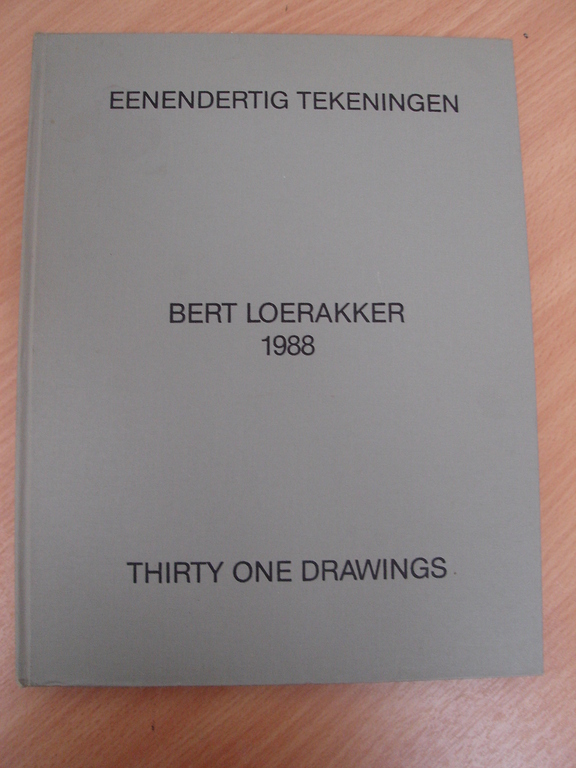 EENENDERTIG TEKENINGEN
BERT LOERAKKER
1988
THIRTY ONE DRAWINGS